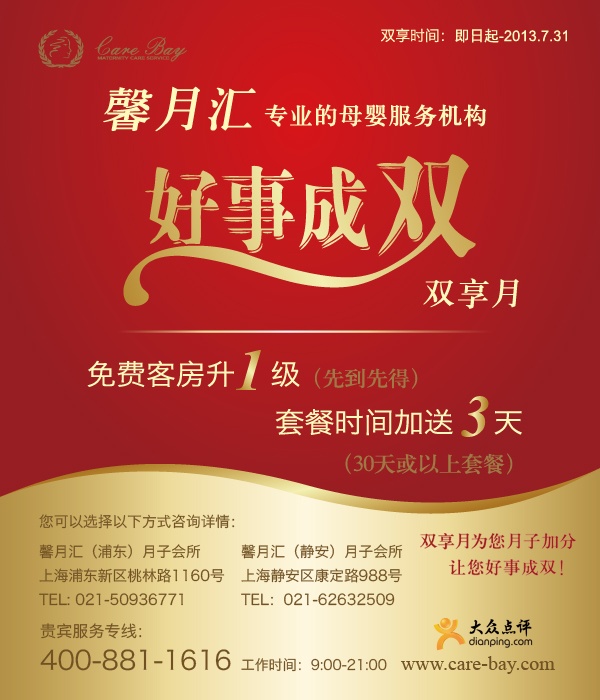 Care Bay
MATERNITY CARE SERVICE
双享时间：即日起-2013.7.31
馨月汇 专业的母婴服务机构
好事成双
双享月
免费客房升1级（先到先得）
套餐时间加送3天
（30天或以上套餐）
您可以选择以下方式咨询详情：
馨月汇（浦东）月子会所
上海浦东新区桃林路1160号
TEL: 021-50936771
馨月汇（静安）月子会所
上海静安区康定路988号
TEL：021-62632509
双享月为您月子加分
让您好事成双！
贵宾服务专线：
400-881-1616 工作时间：9:00-21:00
大众点评
dianping.com
www.care-bay.com